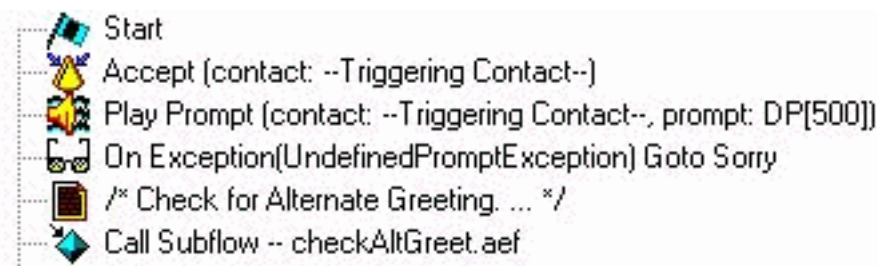 Start
Accept (contact: --Triggering Contact--)
Play Prompt (contact: --Triggering Contact--, prompt: DP[500])
On Exception(UndefinedPromptException) Goto Sorry
/* Check for Alternate Greeting. ... */
Call Subflow -- checkAltGreet.aef